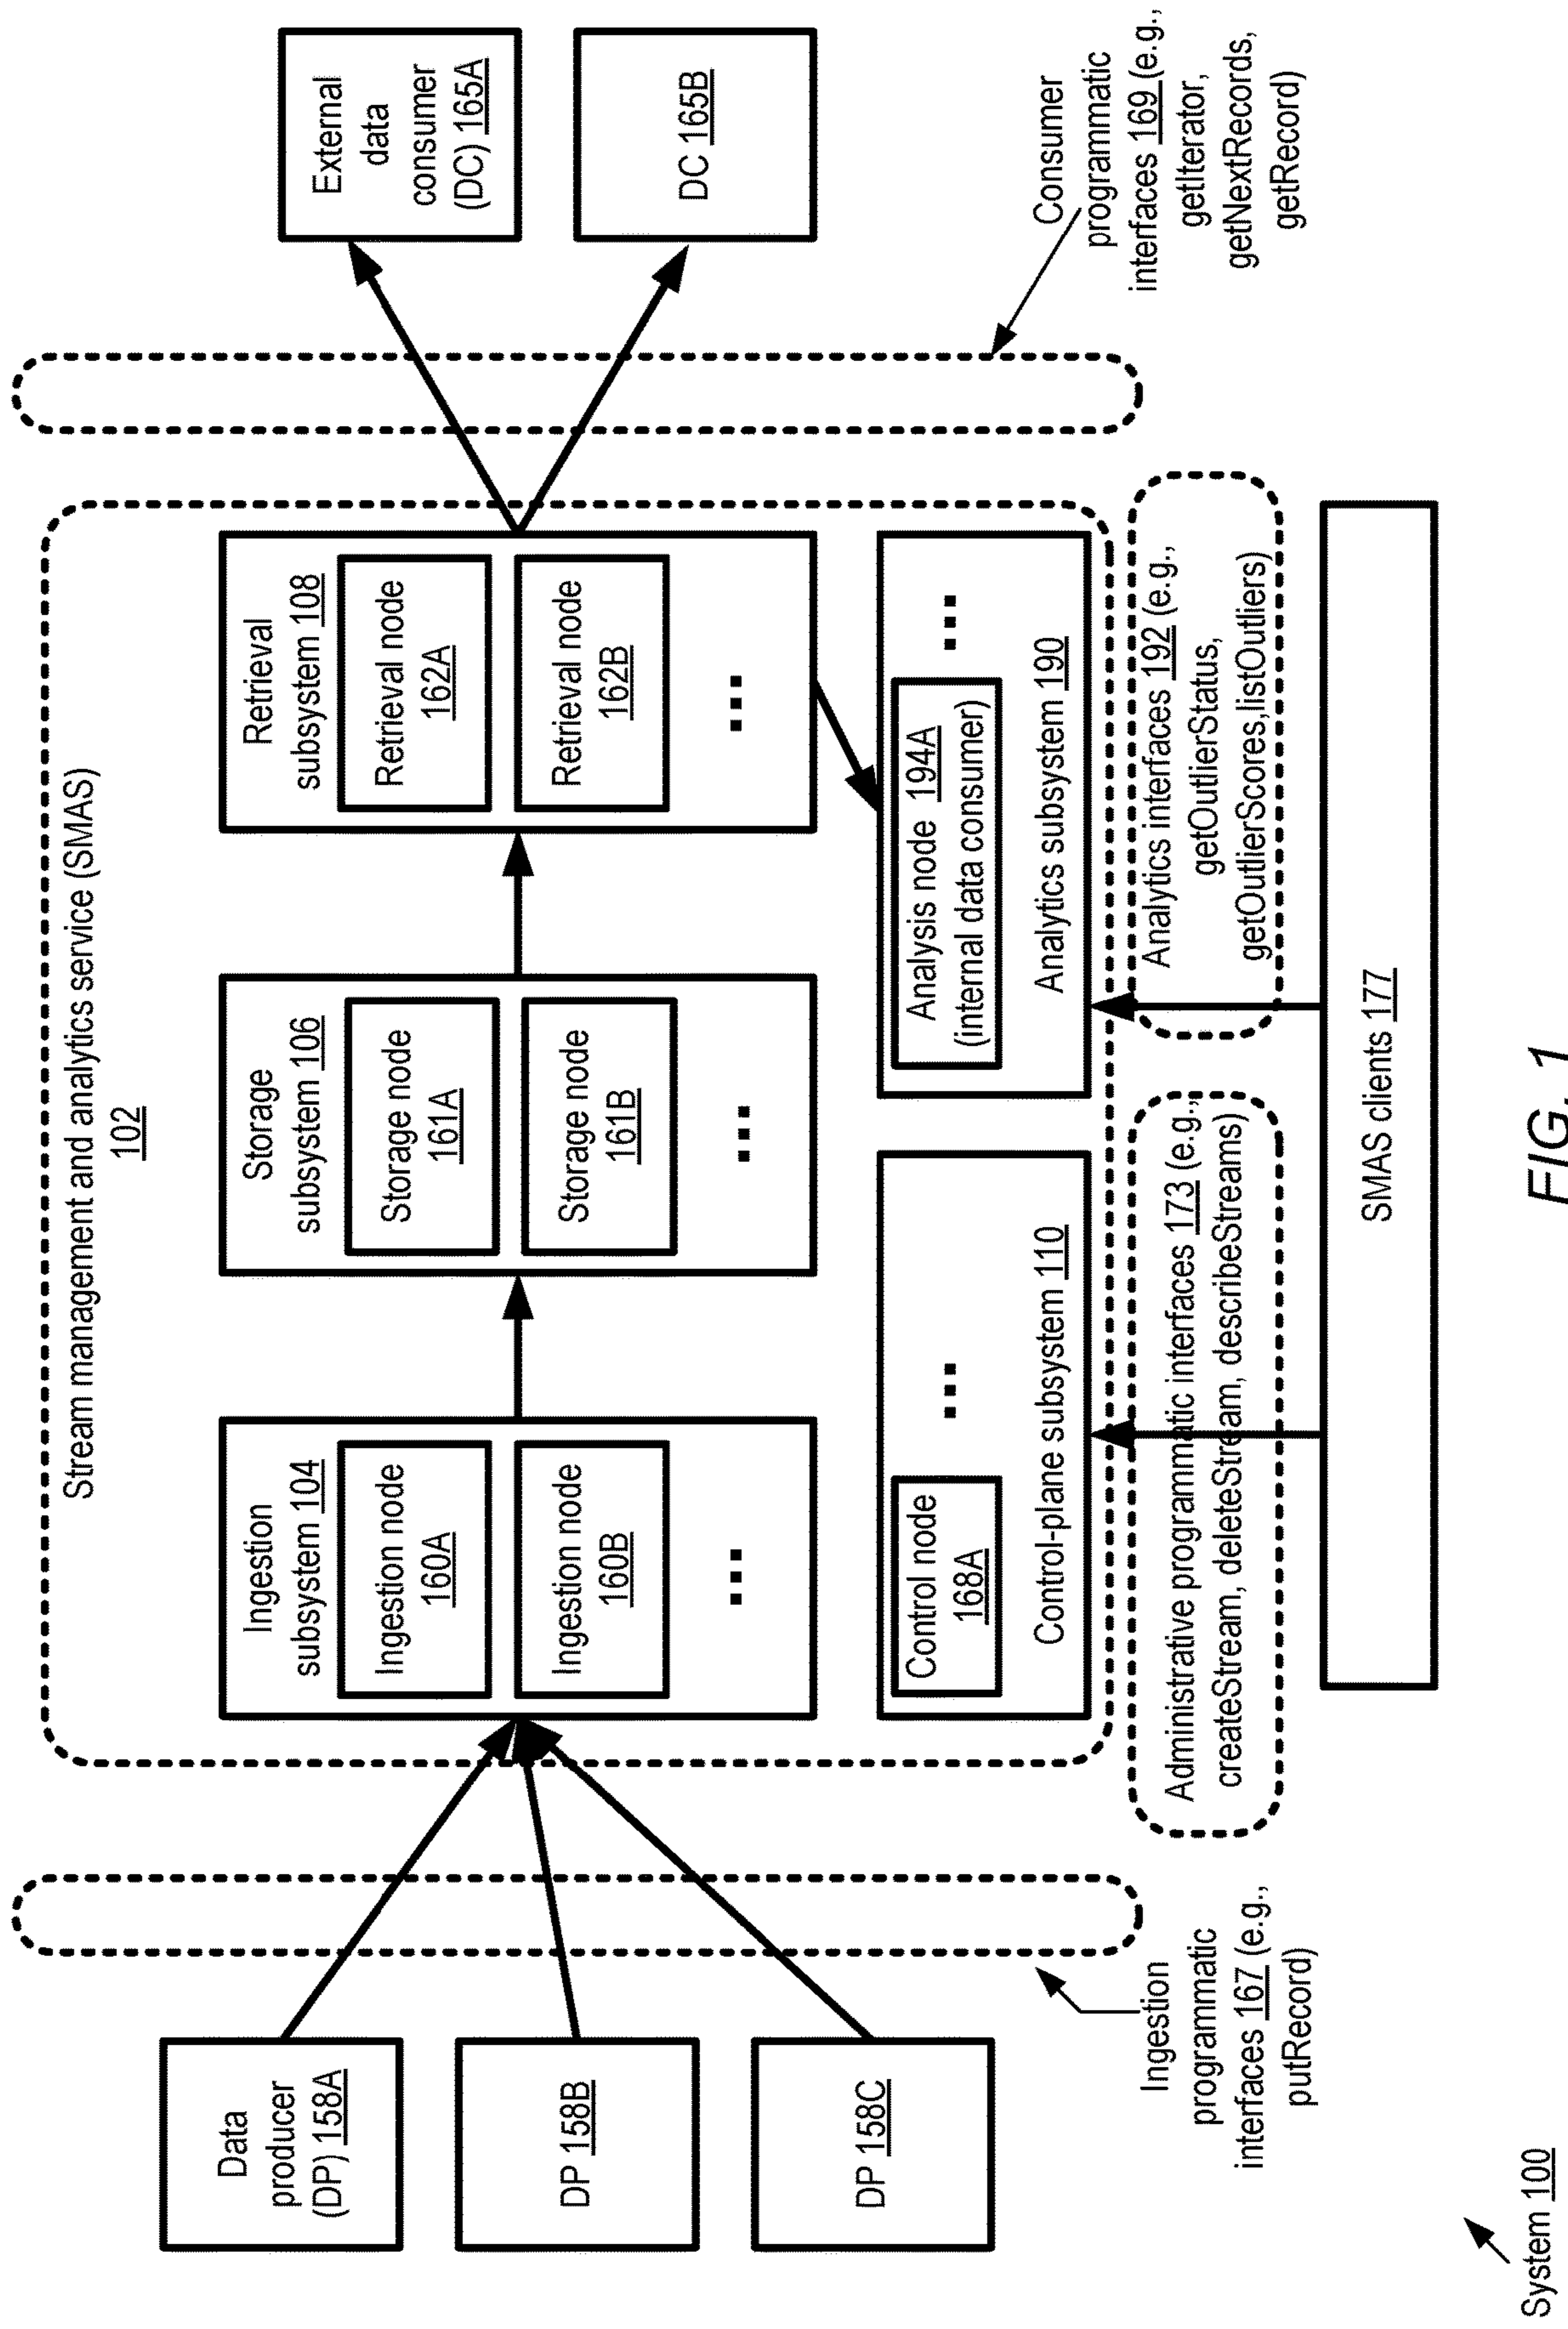 Stream management and analytics service (SMAS)
102
Data
producer
(DP) 158A
DP 158B
DP 158C
Ingestion
subsystem 104
Ingestion node
160A
Ingestion node
160B
...
Storage
subsystem 106
Storage node
161A
Storage node
161B
...
Retrieval
subsystem 108
Retrieval node
162A
Retrieval node
162B
...
External
data
consumer
(DC) 165A
DC 165B
Control node
168A
...
Control-plane subsystem 110
Analysis node 194A
(internal data consumer)
...
Analytics subsystem 190
Ingestion
programmatic
interfaces 167 (e.g.,
putRecord)
Administrative programmatic interfaces 173 (e.g.,
createStream, deleteStream, describeStreams)
Analytics interfaces 192 (e.g.,
getOutlierStatus,
getOutlierScores,listOutliers)
Consumer
programmatic
interfaces 169 (e.g.,
getIterator,
getNextRecords,
getRecord)
SMAS clients 177
System 100
FIG. 1